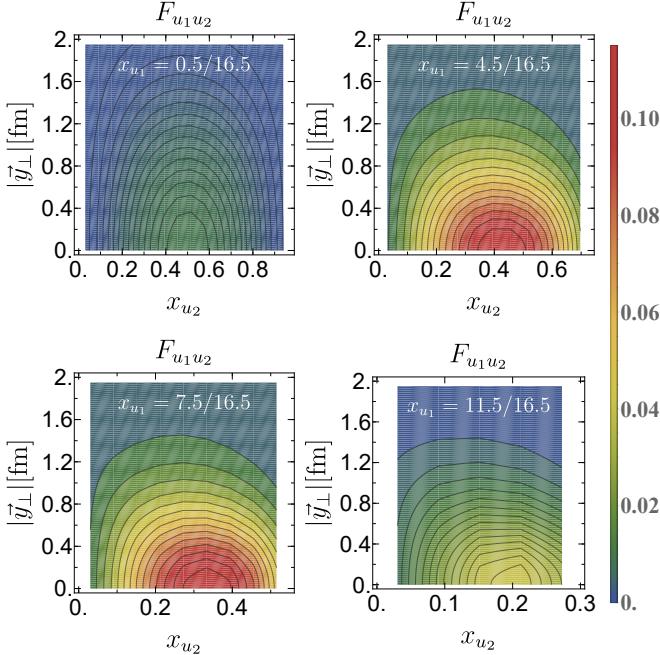 F_{u_1u_2}
x_{u_1} = 0.5/16.5
|\vec{y}_⊥|[fm]
2.
1.6
1.2
0.8
0.4
0.
0. 0.2 0.4 0.6 0.8
x_{u_2}
F_{u_1u_2}
x_{u_1} = 4.5/16.5
|\vec{y}_⊥|[fm]
2.
1.6
1.2
0.8
0.4
0.
0. 0.2 0.4 0.6
x_{u_2}
F_{u_1u_2}
x_{u_1} = 7.5/16.5
|\vec{y}_⊥|[fm]
2.
1.6
1.2
0.8
0.4
0.
0. 0.2 0.4
x_{u_2}
F_{u_1u_2}
x_{u_1} = 11.5/16.5
|\vec{y}_⊥|[fm]
2.
1.6
1.2
0.8
0.4
0.
0. 0.1 0.2 0.3
x_{u_2}
0.10
0.08
0.06
0.04
0.02
0.